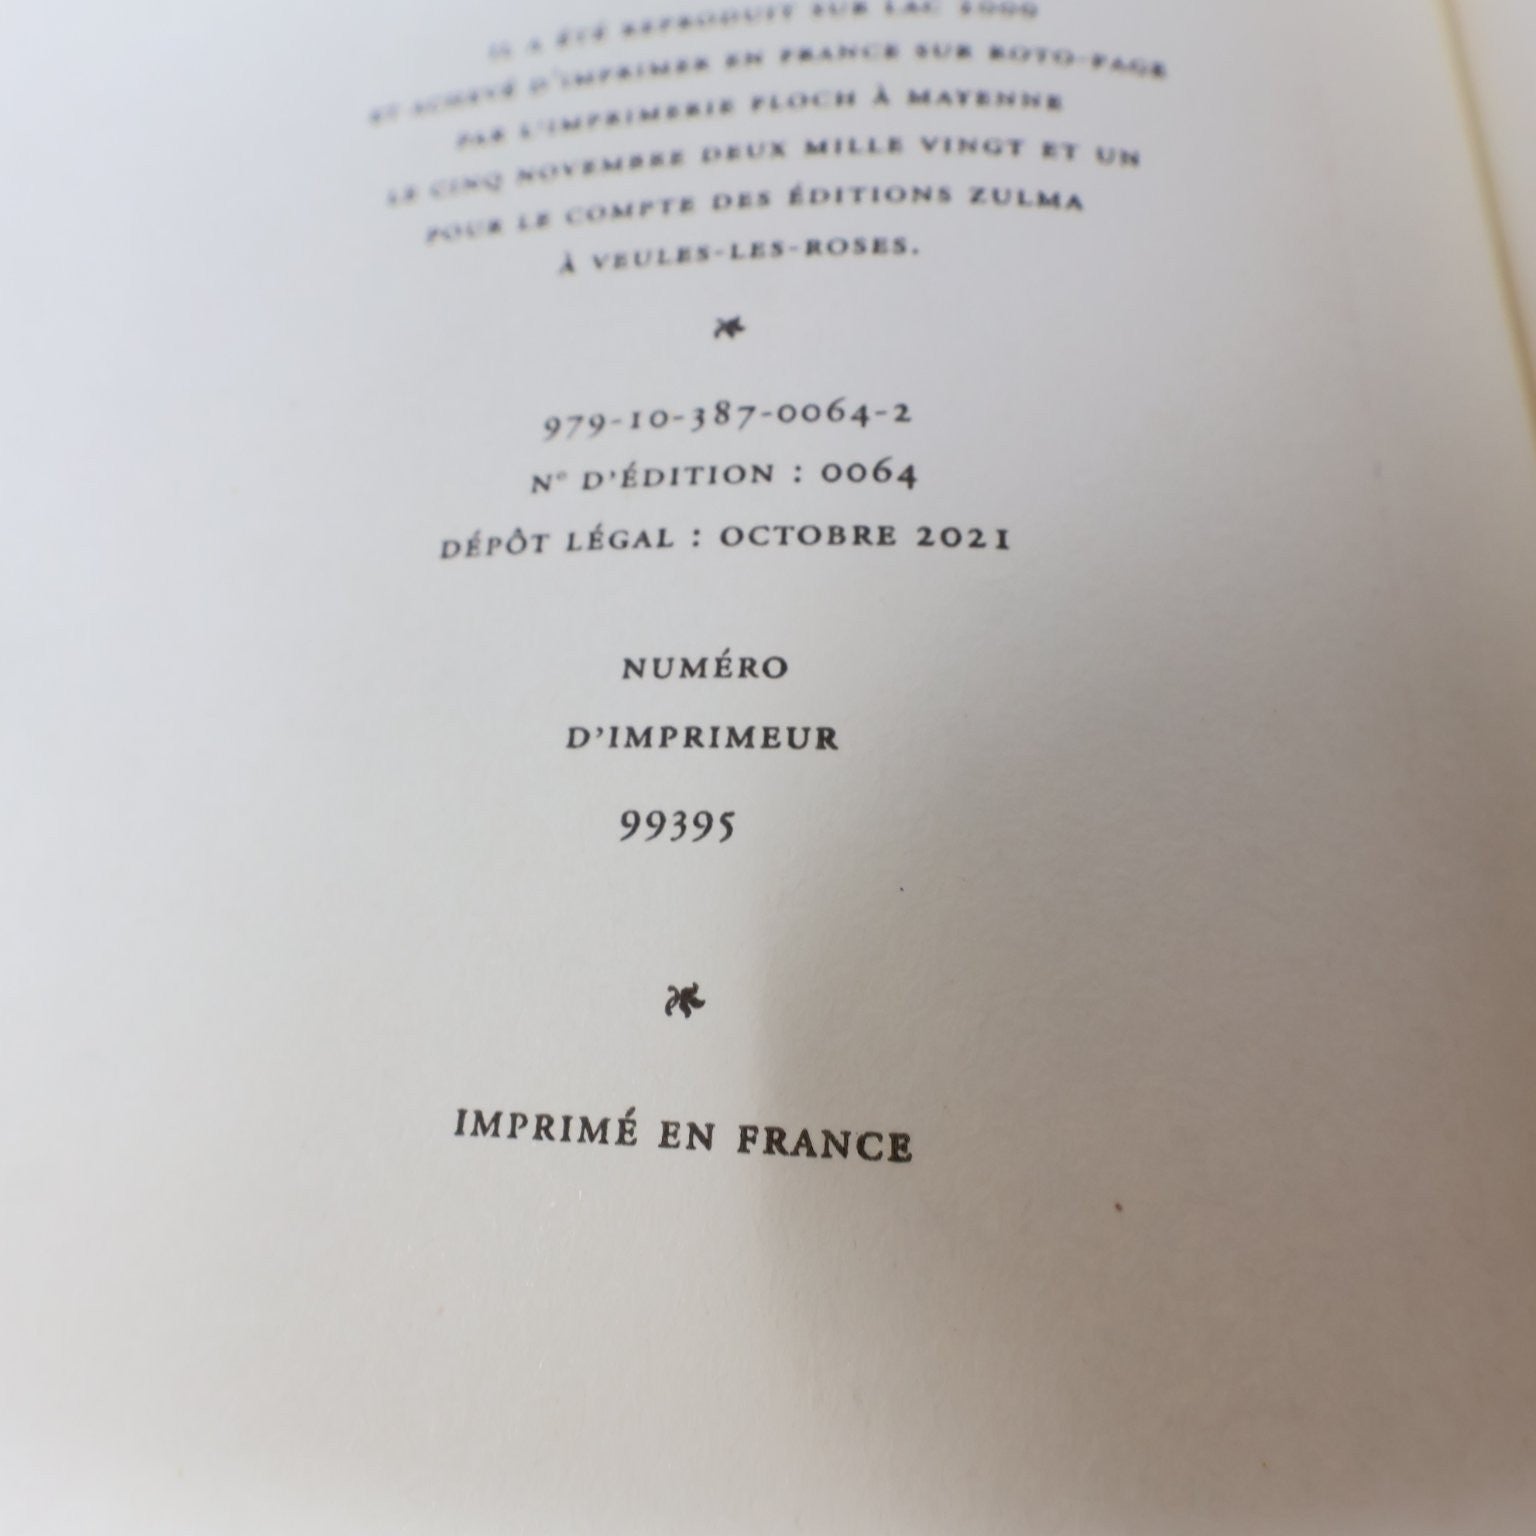 IL A ÉTÉ REPRODUIT SUR LAC 2000
ET ACHEVÉ D'IMPRIMER EN FRANCE SUR ROTO-PAGE
PAR L'IMPRIMERIE FLOCH À MAYENNE
LE CINQ NOVEMBRE DEUX MILLE VINGT ET UN
POUR LE COMPTE DES ÉDITIONS ZULMA
À VEULES-LES-ROSES.
979-10-387-0064-2
N° D'ÉDITION : 0064
DÉPÔT LÉGAL : OCTOBRE 2021
NUMÉRO
D'IMPRIMEUR
99395
IMPRIMÉ EN FRANCE